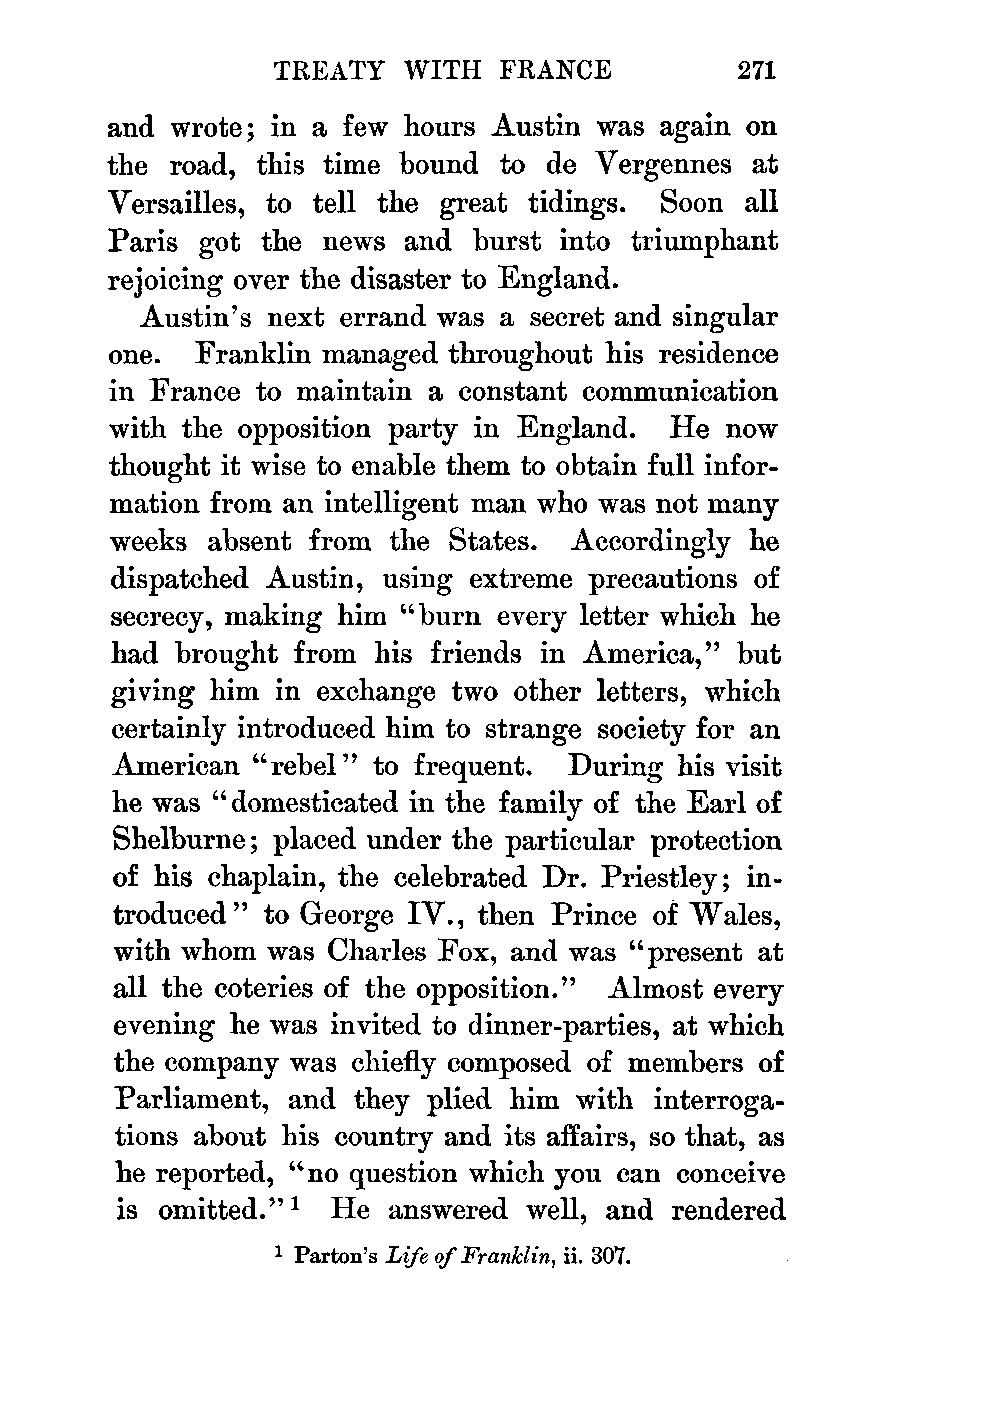 TREATY WITH FRANCE 271
and wrote; in a few hours Austin was again on
the road, this time bound to de Vergennes at
Versailles, to tell the great tidings. Soon all
Paris got the news and burst into triumphant
rejoicing over the disaster to England.
Austin's next errand was a secret and singular
one. Franklin managed throughout his residence
in France to maintain a constant communication
with the opposition party in England. He now
thought it wise to enable them to obtain full infor-
mation from an intelligent man who was not many
weeks absent from the States. Accordingly he
dispatched Austin, using extreme precautions of
secrecy, making him “burn every letter which he
had brought from his friends in America,” but
giving him in exchange two other letters, which
certainly introduced him to strange society for an
American “rebel” to frequent. During his visit
he was “domesticated in the family of the Earl of
Shelburne; placed under the particular protection
of his chaplain, the celebrated Dr. Priestley; in-
troduced” to George IV., then Prince of Wales,
with whom was Charles Fox, and was “present at
all the coteries of the opposition.” Almost every
evening he was invited to dinner-parties, at which
the company was chiefly composed of members of
Parliament, and they plied him with interroga-
tions about his country and its affairs, so that, as
he reported, “no question which you can conceive
is omitted.”¹ He answered well, and rendered
¹ Parton's Life of Franklin, ii. 307.